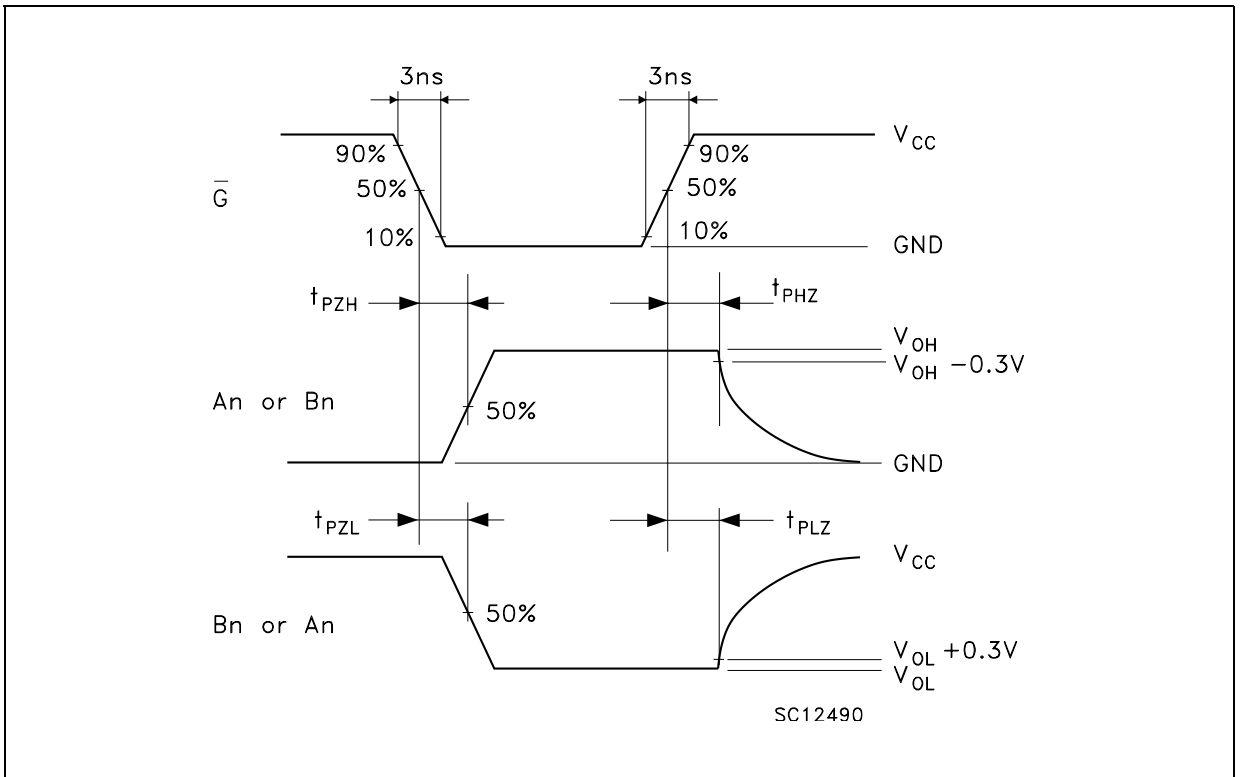 3ns 3ns
V_CC
90% 90%
G̅ 50% 50%
10% 10%
GND
t_PZH t_PHZ
V_OH
V_OH −0.3V
An or Bn 50%
GND
t_PZL t_PLZ
V_CC
Bn or An 50%
V_OL +0.3V
V_OL
SC12490